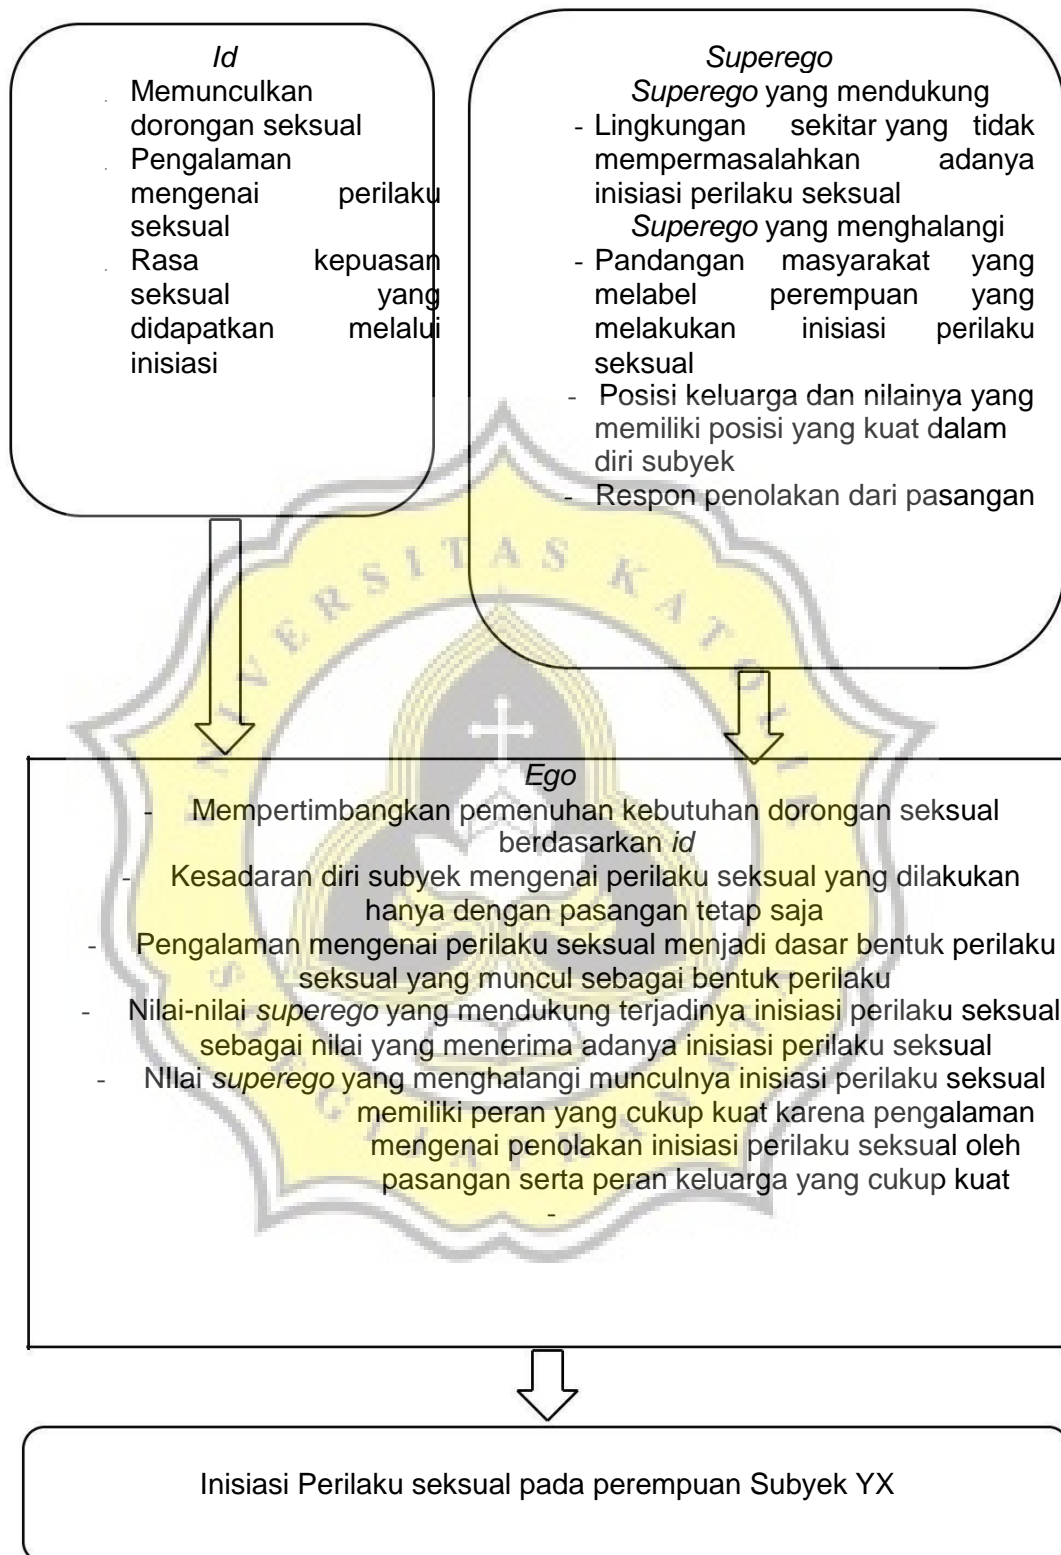 Id
. Memunculkan
dorongan seksual
. Pengalaman
mengenai perilaku
seksual
. Rasa kepuasan
seksual yang
didapatkan melalui
inisiasi
Superego
Superego yang mendukung
- Lingkungan sekitar yang tidak
mempermasalahkan adanya
inisiasi perilaku seksual
Superego yang menghalangi
- Pandangan masyarakat yang
melabel perempuan yang
melakukan inisiasi perilaku
seksual
- Posisi keluarga dan nilainya yang
memiliki posisi yang kuat dalam
diri subyek
- Respon penolakan dari pasangan
UNIVERSITAS KATOLIK
SOEGIJAPRANATA
Ego
- Mempertimbangkan pemenuhan kebutuhan dorongan seksual
berdasarkan id
- Kesadaran diri subyek mengenai perilaku seksual yang dilakukan
hanya dengan pasangan tetap saja
- Pengalaman mengenai perilaku seksual menjadi dasar bentuk perilaku
seksual yang muncul sebagai bentuk perilaku
- Nilai-nilai superego yang mendukung terjadinya inisiasi perilaku seksual
sebagai nilai yang menerima adanya inisiasi perilaku seksual
- NIlai superego yang menghalangi munculnya inisiasi perilaku seksual
memiliki peran yang cukup kuat karena pengalaman
mengenai penolakan inisiasi perilaku seksual oleh
pasangan serta peran keluarga yang cukup kuat
-
Inisiasi Perilaku seksual pada perempuan Subyek YX